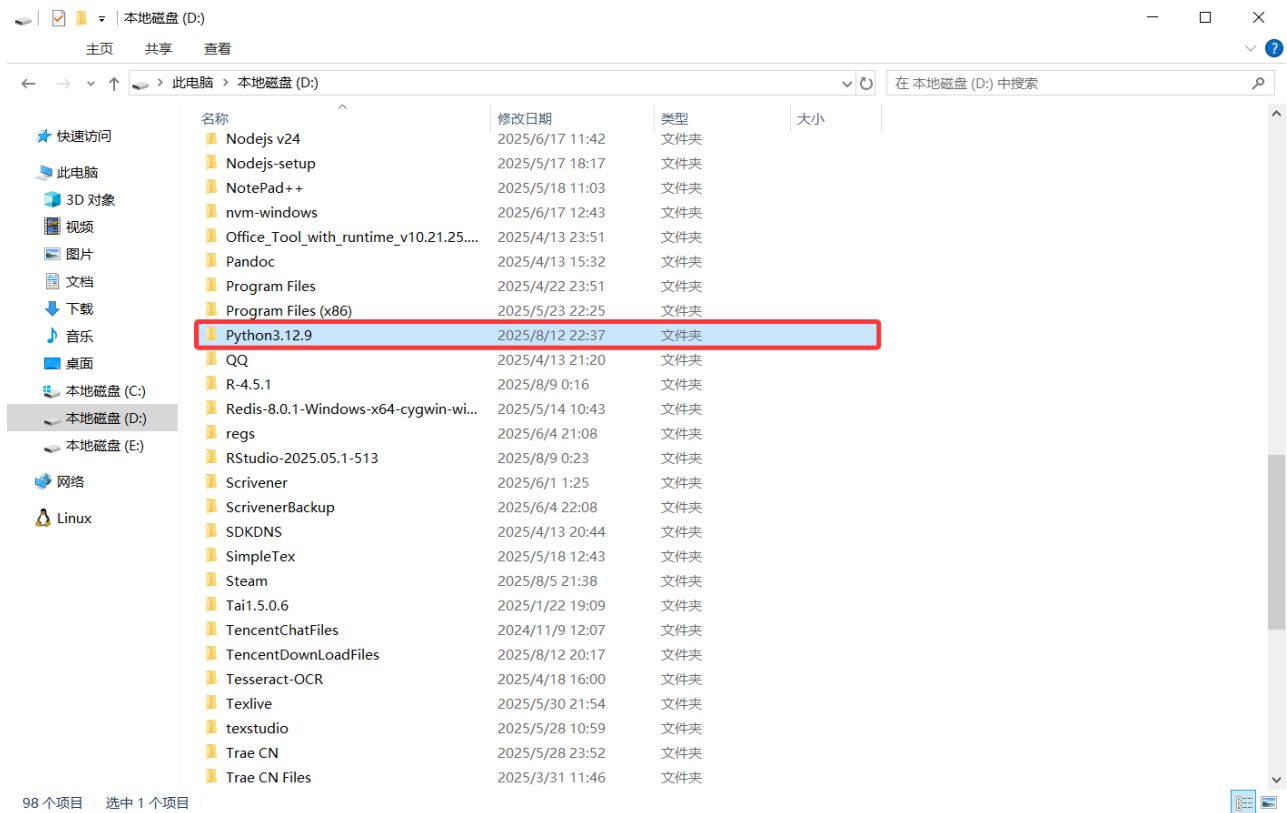 本地磁盘 (D:)
主页 共享 查看
此电脑 本地磁盘 (D:) 在 本地磁盘 (D:) 中搜索
名称 修改日期 类型 大小
快速访问
此电脑
3D 对象
视频
图片
文档
下载
音乐
桌面
本地磁盘 (C:)
本地磁盘 (D:)
本地磁盘 (E:)
网络
Linux
Nodejs v24 2025/6/17 11:42 文件夹
Nodejs-setup 2025/5/17 18:17 文件夹
NotePad++ 2025/5/18 11:03 文件夹
nvm-windows 2025/6/17 12:43 文件夹
Office_Tool_with_runtime_v10.21.25.... 2025/4/13 23:51 文件夹
Pandoc 2025/4/13 15:32 文件夹
Program Files 2025/4/22 23:51 文件夹
Program Files (x86) 2025/5/23 22:25 文件夹
Python3.12.9 2025/8/12 22:37 文件夹
QQ 2025/4/13 21:20 文件夹
R-4.5.1 2025/8/9 0:16 文件夹
Redis-8.0.1-Windows-x64-cygwin-wi... 2025/5/14 10:43 文件夹
regs 2025/6/4 21:08 文件夹
RStudio-2025.05.1-513 2025/8/9 0:23 文件夹
Scrivener 2025/6/1 1:25 文件夹
ScrivenerBackup 2025/6/4 22:08 文件夹
SDKDNS 2025/4/13 20:44 文件夹
SimpleTex 2025/5/18 12:43 文件夹
Steam 2025/8/5 21:38 文件夹
Tai1.5.0.6 2025/1/22 19:09 文件夹
TencentChatFiles 2024/11/9 12:07 文件夹
TencentDownLoadFiles 2025/8/12 20:17 文件夹
Tesseract-OCR 2025/4/18 16:00 文件夹
Texlive 2025/5/30 21:54 文件夹
texstudio 2025/5/28 10:59 文件夹
Trae CN 2025/5/28 23:52 文件夹
Trae CN Files 2025/3/31 11:46 文件夹
98 个项目 选中 1 个项目